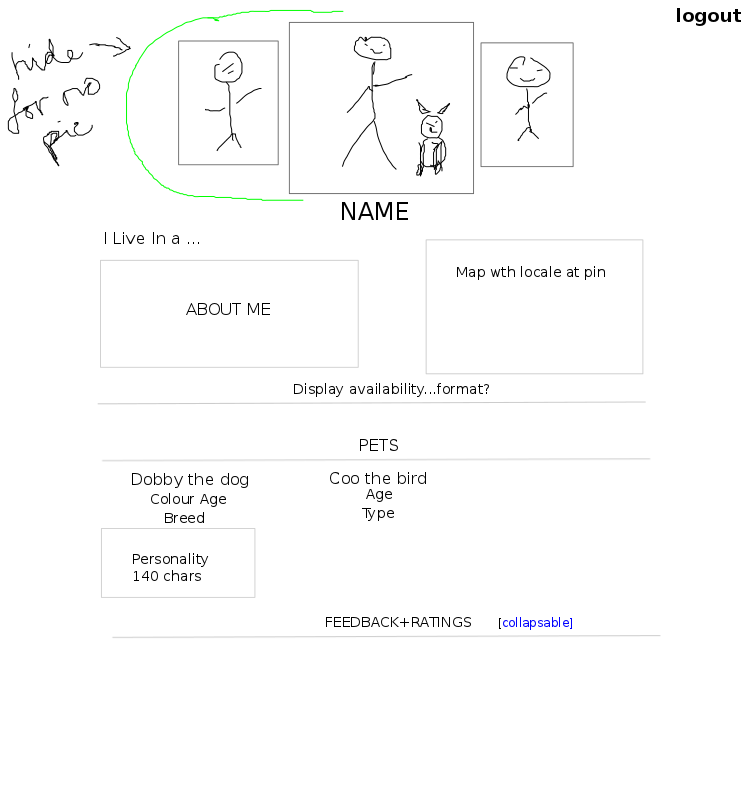 logout
hide
for no
pic
NAME
I Live In a ...
Map wth locale at pin
ABOUT ME
Display availability...format?
PETS
Dobby the dog
Colour Age
Breed
Coo the bird
Age
Type
Personality
140 chars
FEEDBACK+RATINGS [collapsable]